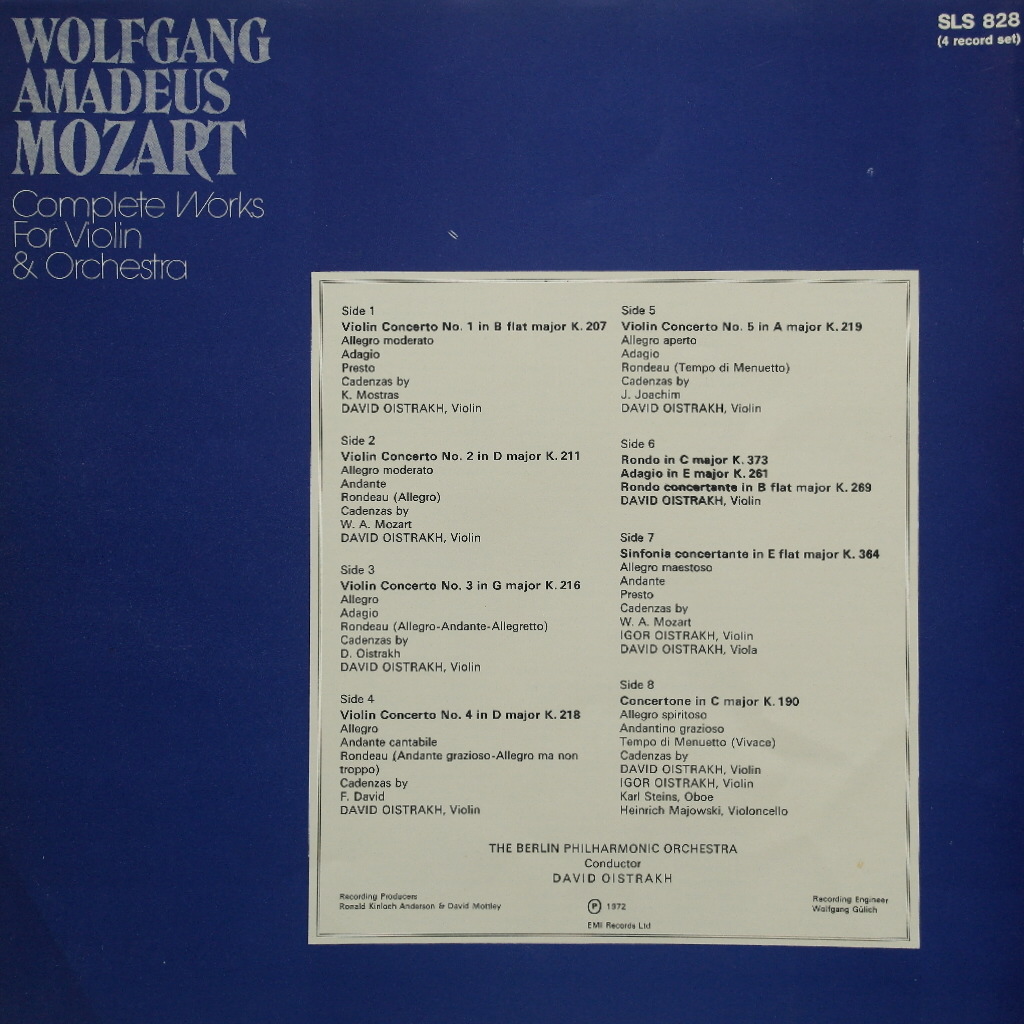 WOLFGANG
AMADEUS
MOZART
Complete Works
For Violin
& Orchestra
SLS 828
(4 record set)
Side 1
Violin Concerto No. 1 in B flat major K. 207
Allegro moderato
Adagio
Presto
Cadenzas by
K. Mostras
DAVID OISTRAKH, Violin
Side 2
Violin Concerto No. 2 in D major K. 211
Allegro moderato
Andante
Rondeau (Allegro)
Cadenzas by
W. A. Mozart
DAVID OISTRAKH, Violin
Side 3
Violin Concerto No. 3 in G major K. 216
Allegro
Adagio
Rondeau (Allegro-Andante-Allegretto)
Cadenzas by
D. Oistrakh
DAVID OISTRAKH, Violin
Side 4
Violin Concerto No. 4 in D major K. 218
Allegro
Andante cantabile
Rondeau (Andante grazioso-Allegro ma non
troppo)
Cadenzas by
F. David
DAVID OISTRAKH, Violin
Side 5
Violin Concerto No. 5 in A major K. 219
Allegro aperto
Adagio
Rondeau (Tempo di Menuetto)
Cadenzas by
J. Joachim
DAVID OISTRAKH, Violin
Side 6
Rondo in C major K. 373
Adagio in E major K. 261
Rondo concertante in B flat major K. 269
DAVID OISTRAKH, Violin
Side 7
Sinfonia concertante in E flat major K. 364
Allegro maestoso
Andante
Presto
Cadenzas by
W. A. Mozart
IGOR OISTRAKH, Violin
DAVID OISTRAKH, Viola
Side 8
Concertone in C major K. 190
Allegro spiritoso
Andantino grazioso
Tempo di Menuetto (Vivace)
Cadenzas by
DAVID OISTRAKH, Violin
IGOR OISTRAKH, Violin
Karl Steins, Oboe
Heinrich Majowski, Violoncello
THE BERLIN PHILHARMONIC ORCHESTRA
Conductor
DAVID OISTRAKH
Recording Producers
Ronald Kinloch Anderson & David Mottley
Ⓟ 1972
EMI Records Ltd
Recording Engineer
Wolfgang Gülich